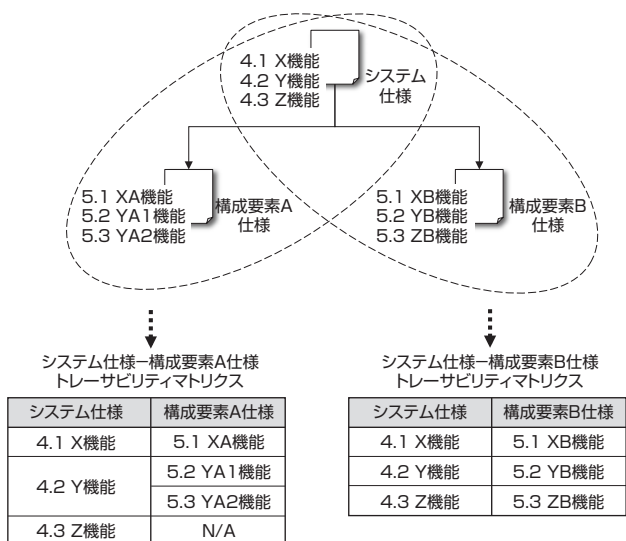 4.1 X機能
4.2 Y機能
4.3 Z機能
システム
仕様
5.1 XA機能
5.2 YA1機能
5.3 YA2機能
構成要素A
仕様
5.1 XB機能
5.2 YB機能
5.3 ZB機能
構成要素B
仕様
システム仕様−構成要素A仕様
トレーサビリティマトリクス
システム仕様 構成要素A仕様
4.1 X機能 5.1 XA機能
4.2 Y機能 5.2 YA1機能
5.3 YA2機能
4.3 Z機能 N/A
システム仕様−構成要素B仕様
トレーサビリティマトリクス
システム仕様 構成要素B仕様
4.1 X機能 5.1 XB機能
4.2 Y機能 5.2 YB機能
4.3 Z機能 5.3 ZB機能